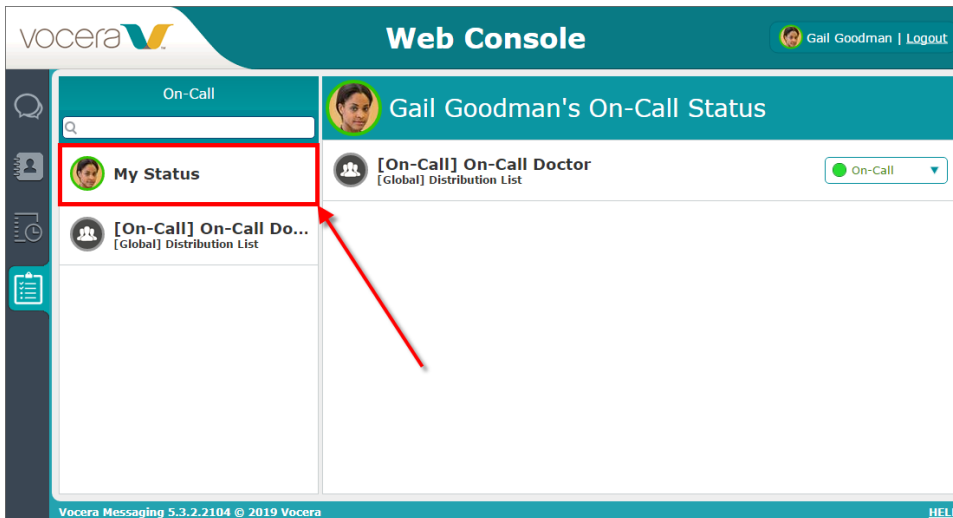 vocera
Web Console
Gail Goodman | Logout
On-Call
Gail Goodman's On-Call Status
My Status
[On-Call] On-Call Doctor
[Global] Distribution List
On-Call
[On-Call] On-Call Do...
[Global] Distribution List
Vocera Messaging 5.3.2.2104 © 2019 Vocera
HEL